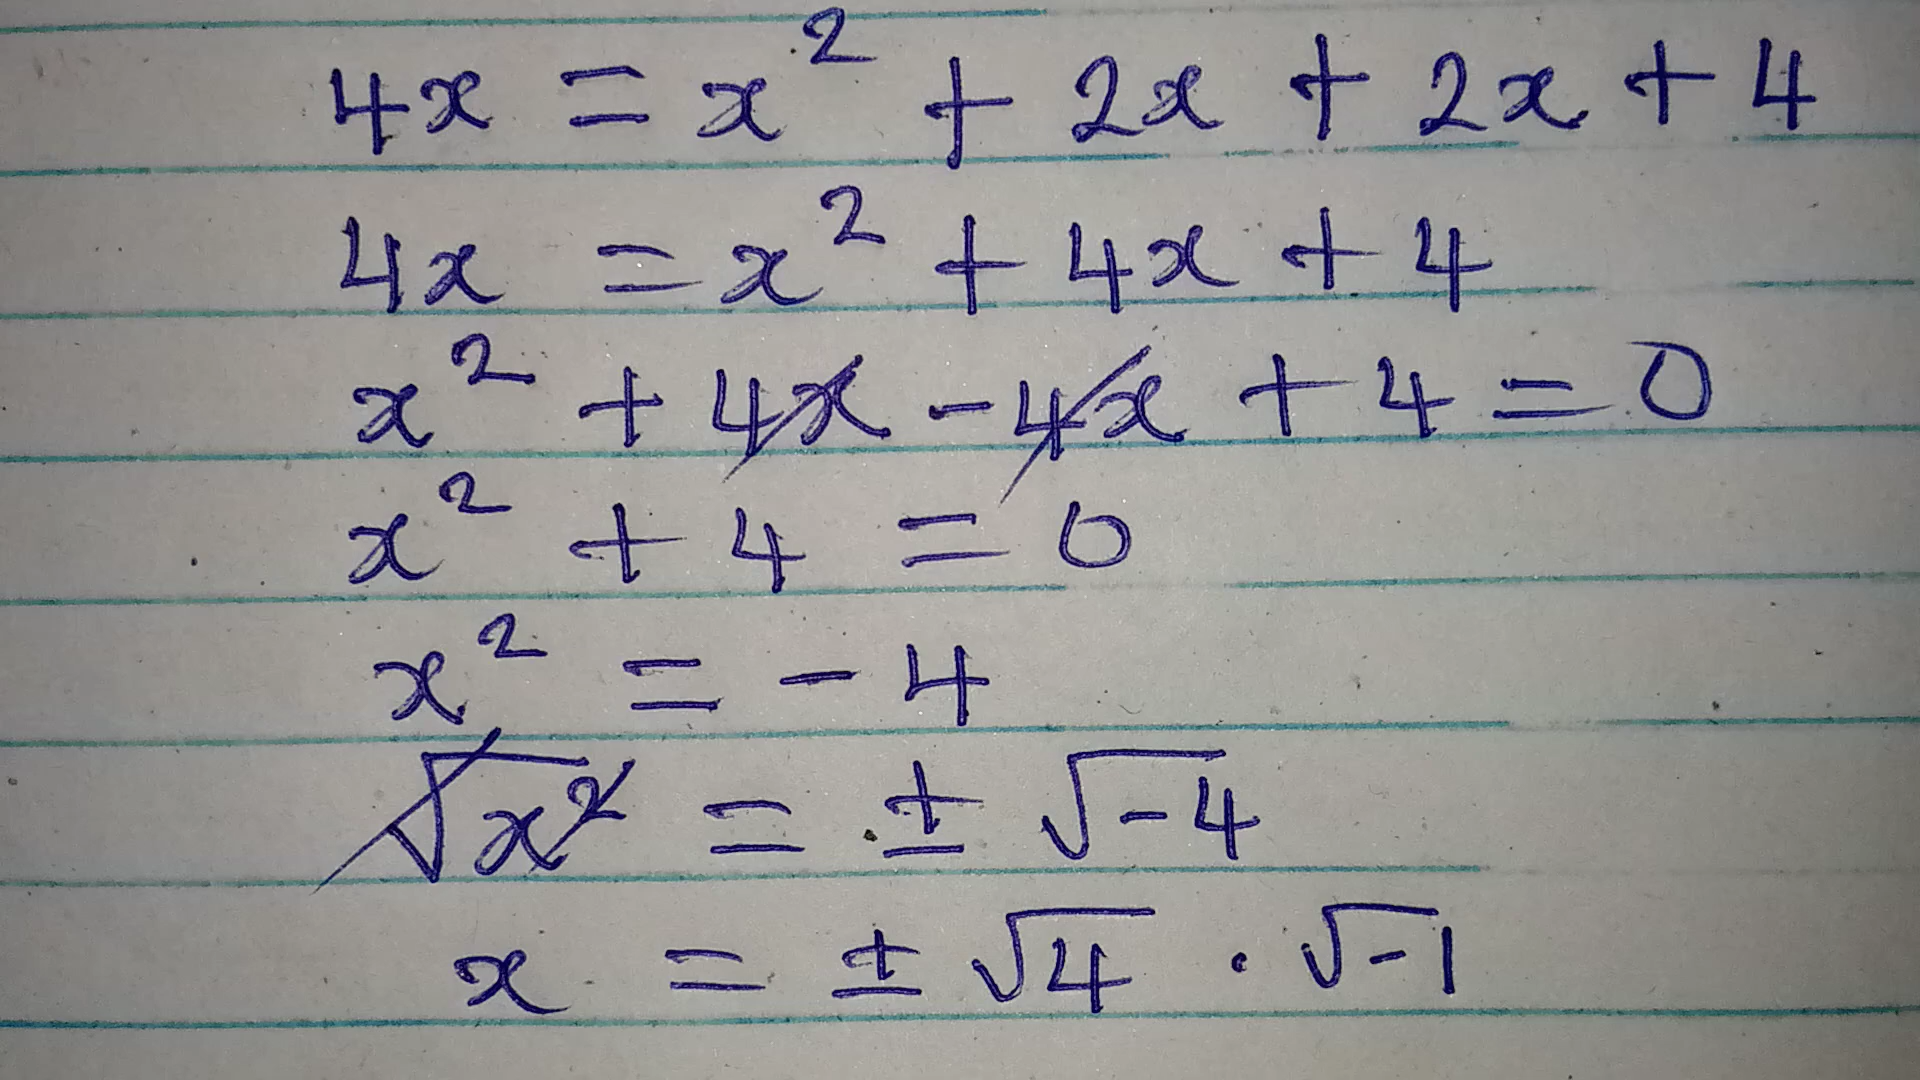 4x = x² + 2x + 2x + 4
4x = x² + 4x + 4
x² + 4x - 4x + 4 = 0
x² + 4 = 0
x² = - 4
√x² = ± √-4
x = ± √4 · √-1